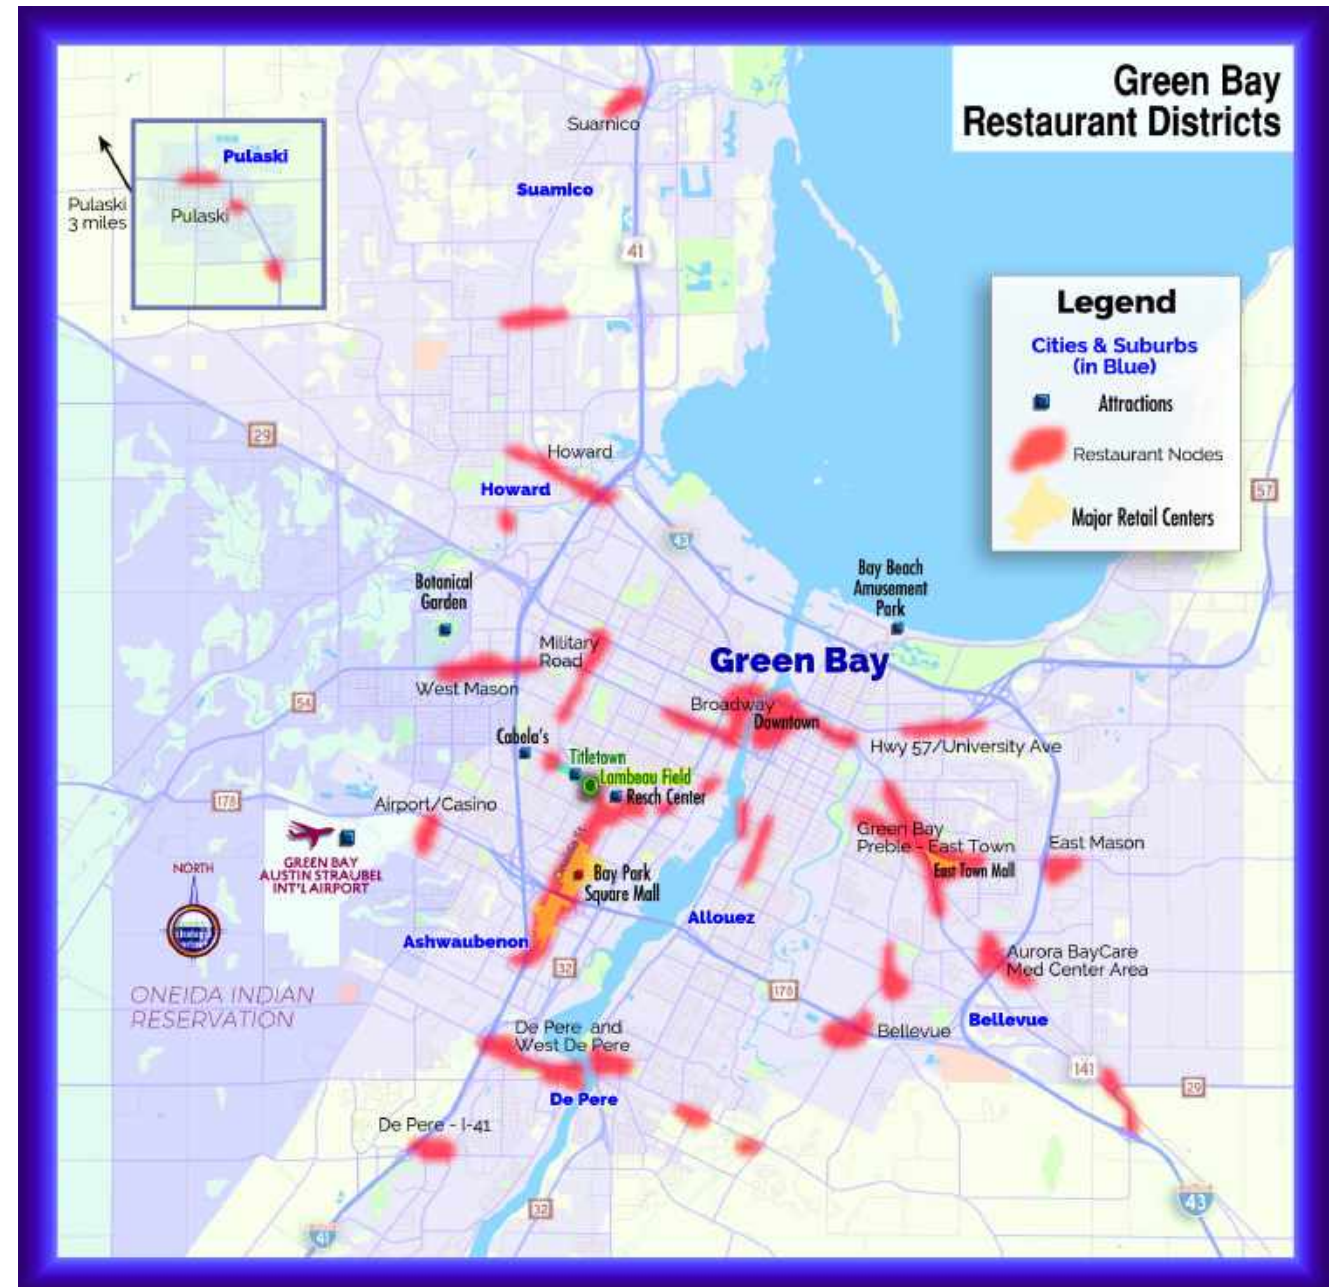 Green Bay
Restaurant Districts
Suamico
Suamico
41
Pulaski
Pulaski
Pulaski
3 miles
Legend
Cities & Suburbs
(in Blue)
Attractions
Restaurant Nodes
Major Retail Centers
29
57
Howard
Howard
43
Botanical
Garden
Bay Beach
Amusement
Park
Military
Road
Green Bay
West Mason
54
Broadway
Downtown
Cabela's
Hwy 57/University Ave
Titletown
Lambeau Field
Resch Center
178
Airport/Casino
Green Bay
Preble - East Town
East Mason
East Town Mall
GREEN BAY
AUSTIN STRAUBEL
INT'L AIRPORT
NORTH
Bay Park
Square Mall
Allouez
Ashwaubenon
32
Aurora BayCare
Med Center Area
ONEIDA INDIAN
RESERVATION
178
De Pere and
West De Pere
Bellevue
Bellevue
De Pere
141
29
De Pere - I-41
32
41
43